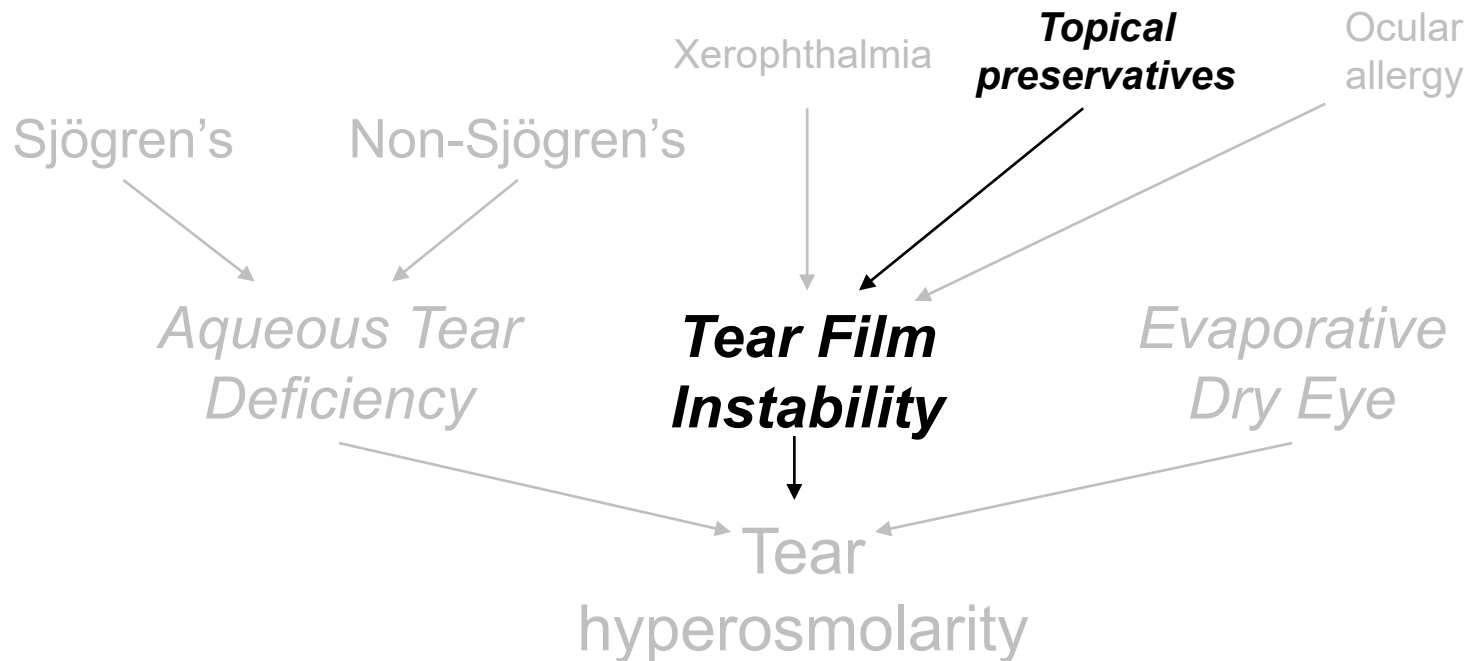 Xerophthalmia
Topical
preservatives
Ocular
allergy
Sjögren’s
Non-Sjögren’s
Aqueous Tear
Deficiency
Tear Film
Instability
Evaporative
Dry Eye
Tear
hyperosmolarity